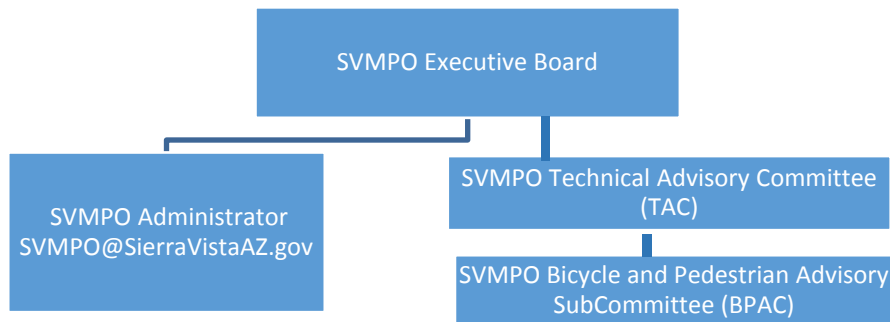 SVMPO Executive Board
SVMPO Administrator
SVMPO@SierraVistaAZ.gov
SVMPO Technical Advisory Committee
(TAC)
SVMPO Bicycle and Pedestrian Advisory
SubCommittee (BPAC)